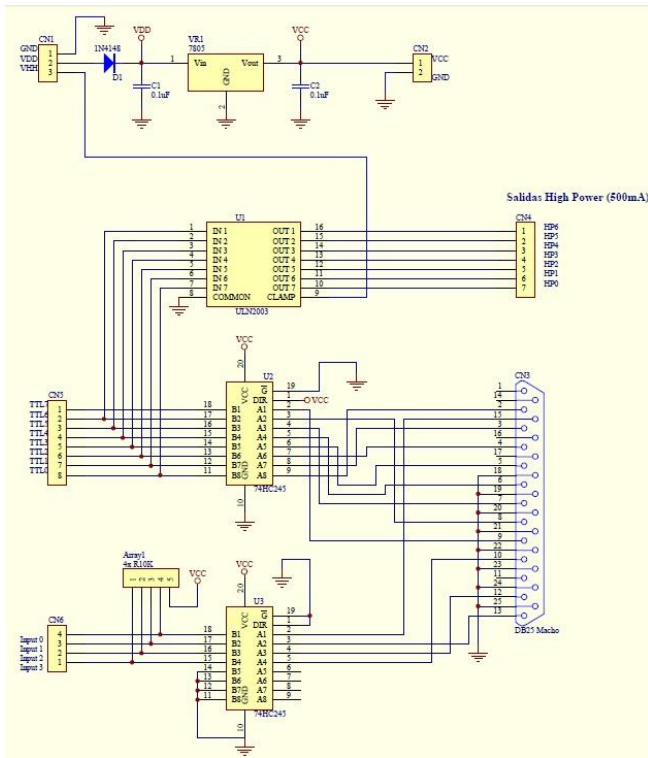 CN1
GND
VDD
VHH
1
2
3
1N4148
D1
VDD
C1
0.1uF
VR1
7805
1
Vin
Vout
3
GND
2
VCC
C2
0.1uF
CN2
1
2
VCC
GND
Salidas High Power (500mA)
U1
1 IN 1 OUT 1 16
2 IN 2 OUT 2 15
3 IN 3 OUT 3 14
4 IN 4 OUT 4 13
5 IN 5 OUT 5 12
6 IN 6 OUT 6 11
7 IN 7 OUT 7 10
8 COMMON CLAMP 9
ULN2003
CN4
1 HP6
2 HP5
3 HP4
4 HP3
5 HP2
6 HP1
7 HP0
VCC
20
U2
VCC
GI 19
DIR 1
VCC
18 B1 A1 2
17 B2 A2 3
16 B3 A3 4
15 B4 A4 5
14 B5 A5 6
13 B6 A6 7
12 B7 A7 8
11 B8 A8 9
GND
74HC245
10
CN5
TTL7 1
TTL6 2
TTL5 3
TTL4 4
TTL3 5
TTL2 6
TTL1 7
TTL0 8
CN3
1
14
2
15
3
16
4
17
5
18
6
19
7
20
8
21
9
22
10
23
11
24
12
25
13
DB25 Macho
Array1
4x R10K
1 2 3 4 5
VCC
VCC
20
U3
VCC
GI 19
DIR 1
18 B1 A1 2
17 B2 A2 3
16 B3 A3 4
15 B4 A4 5
14 B5 A5 6
13 B6 A6 7
12 B7 A7 8
11 B8 A8 9
GND
74HC245
10
CN6
Input 0 4
Input 1 3
Input 2 2
Input 3 1